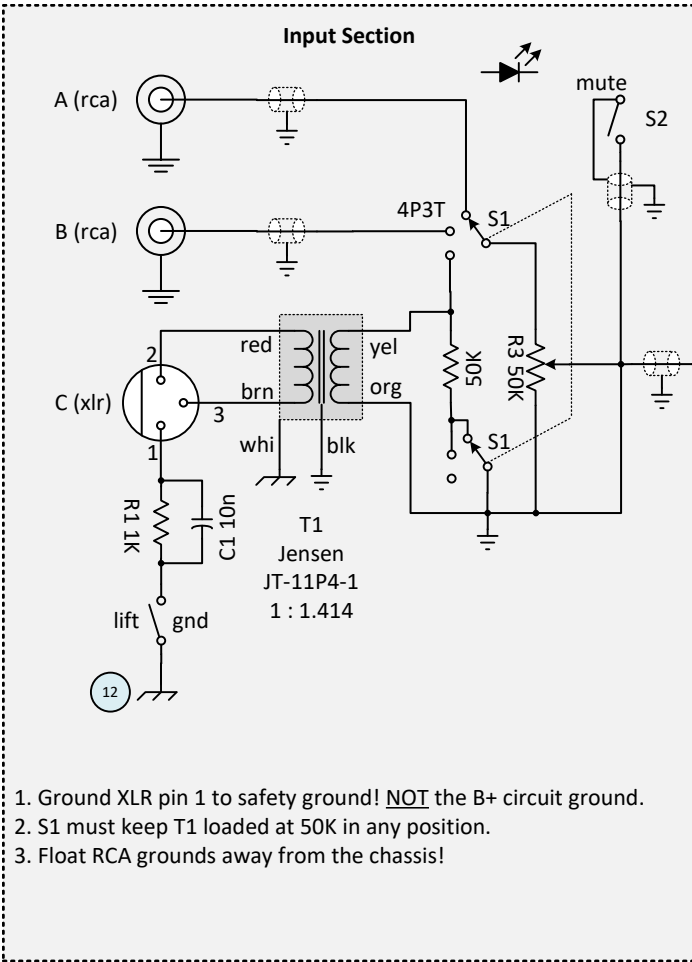 Input Section
A (rca)
mute
S2
4P3T
S1
B (rca)
2
red
yel
50K
R3 50K
C (xlr)
brn
org
3
1
whi
blk
S1
R1 1K
C1 10n
T1
Jensen
JT-11P4-1
1 : 1.414
lift
gnd
12
1. Ground XLR pin 1 to safety ground! NOT the B+ circuit ground.
2. S1 must keep T1 loaded at 50K in any position.
3. Float RCA grounds away from the chassis!